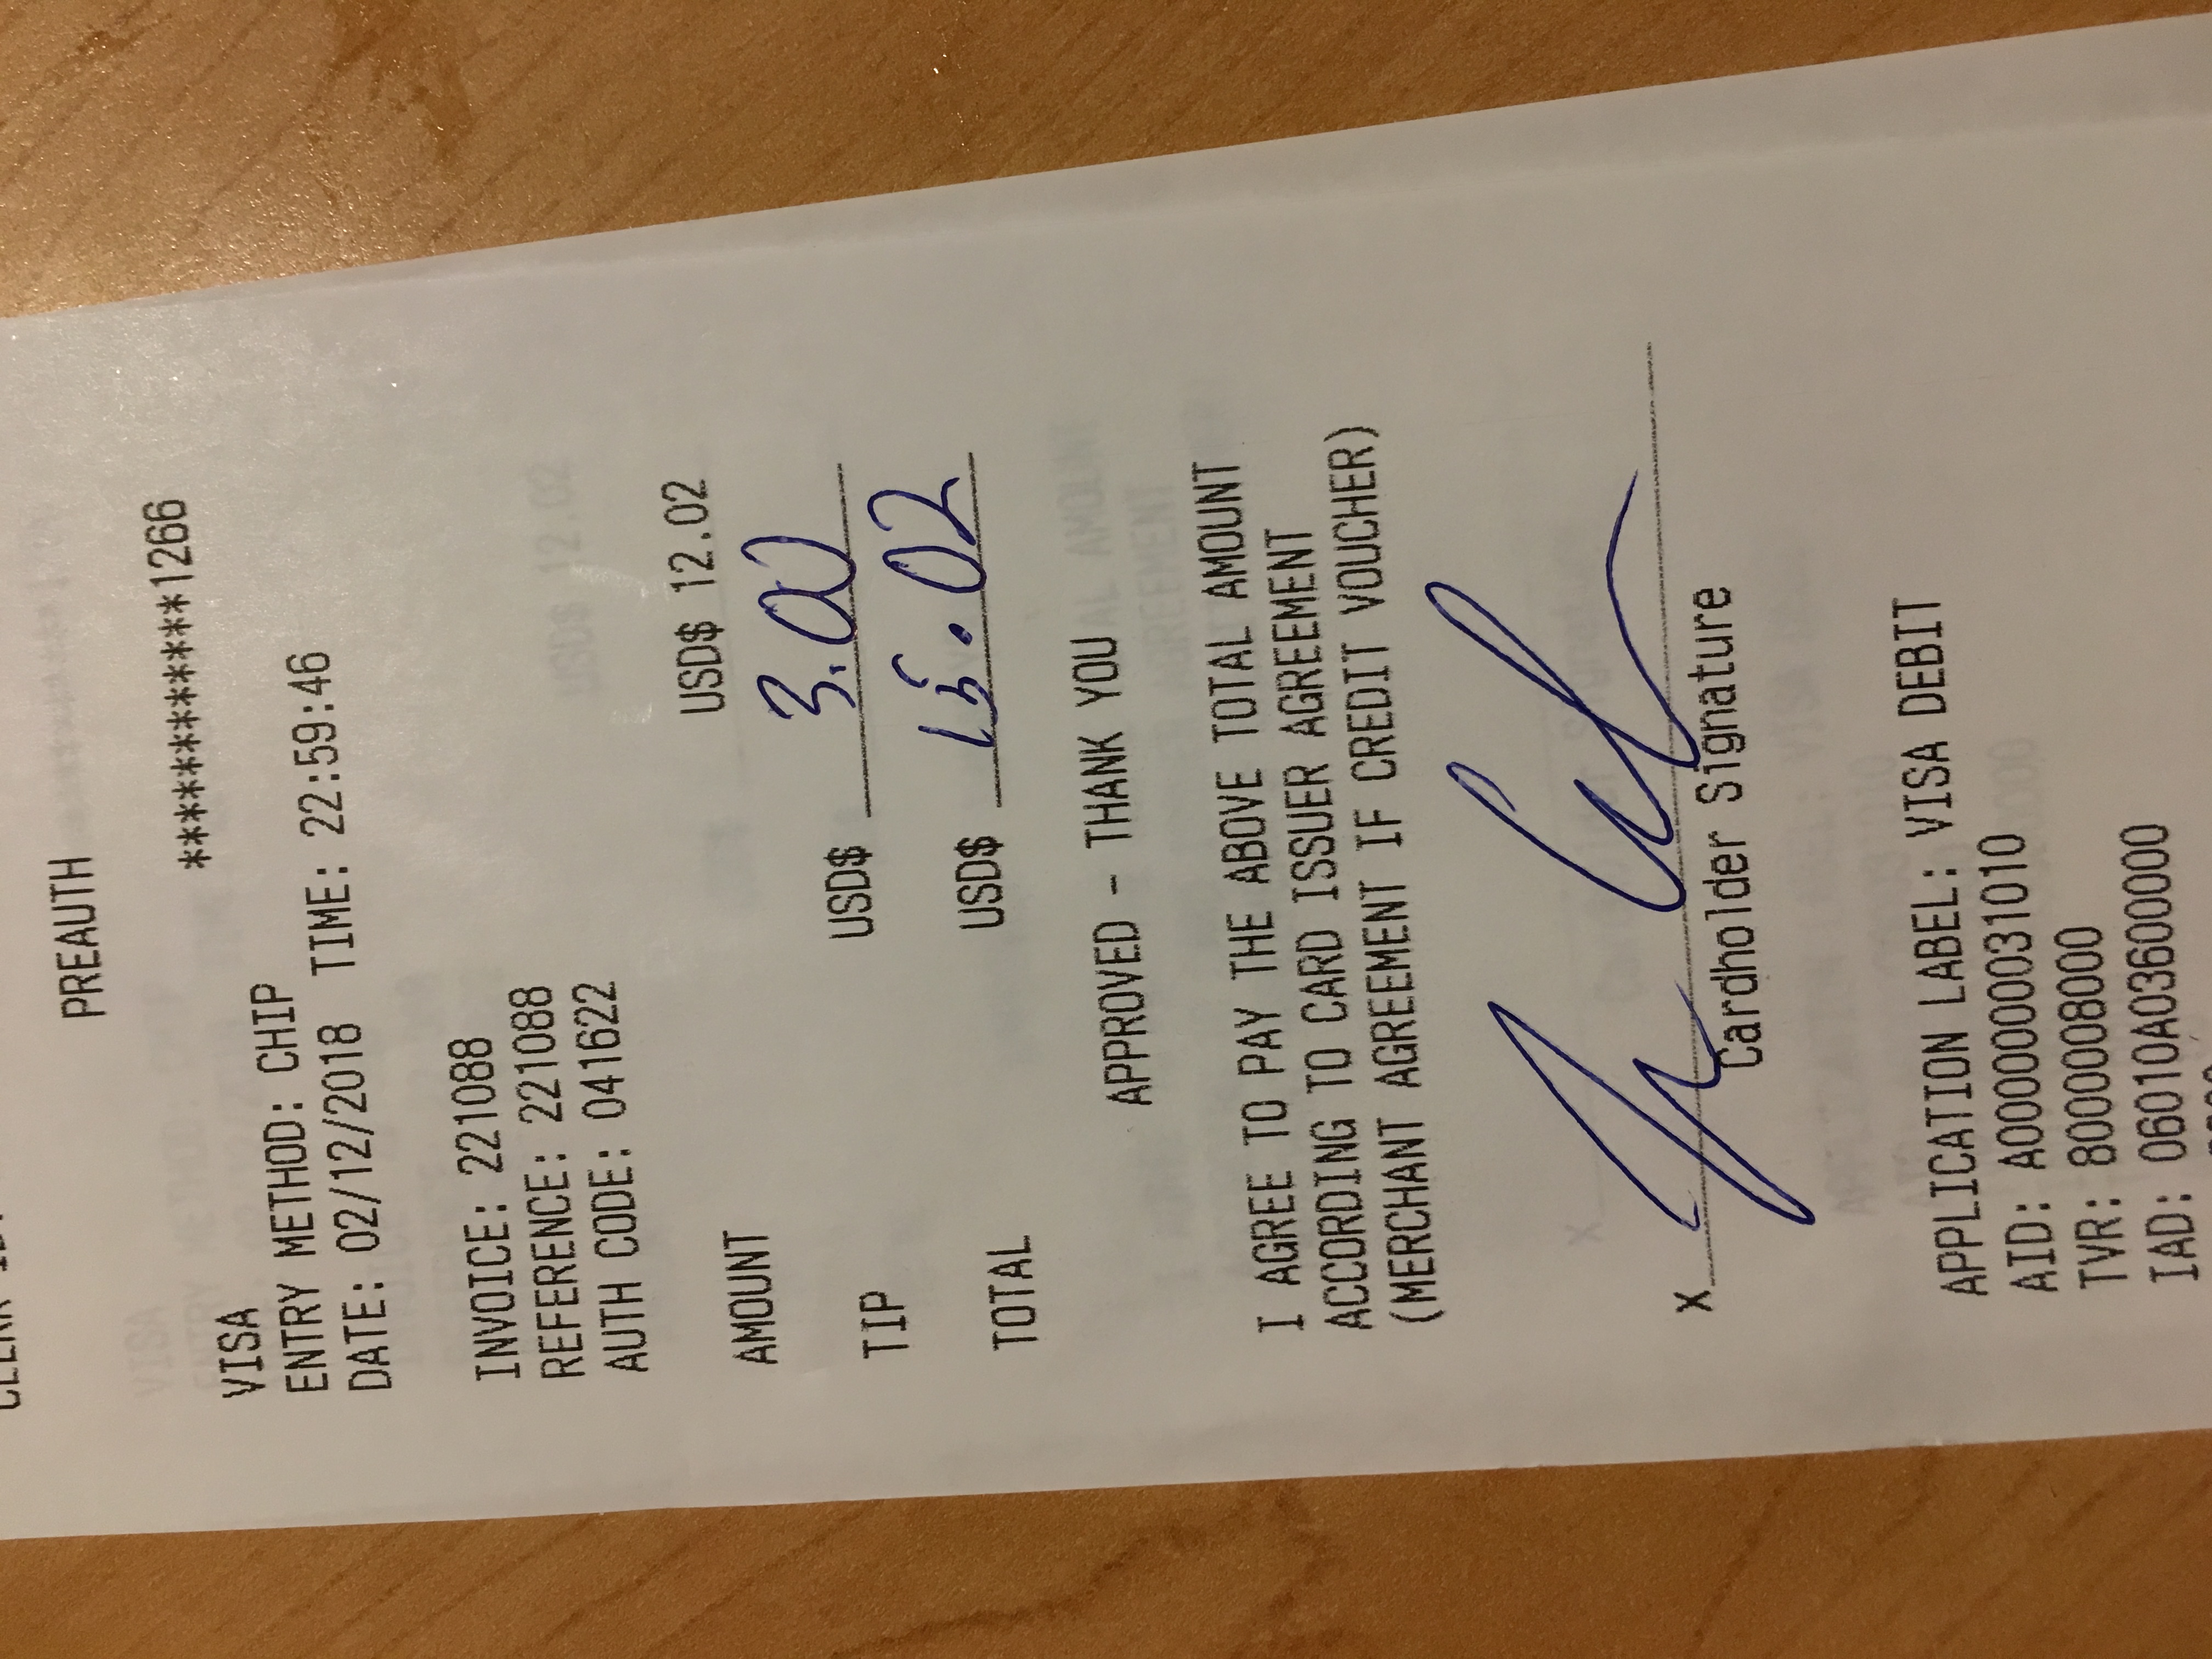 CLERK ID:
PREAUTH
************1266
VISA
ENTRY METHOD: CHIP
DATE: 02/12/2018 TIME: 22:59:46
INVOICE: 221088
REFERENCE: 221088
AUTH CODE: 041622
AMOUNT USD$ 12.02
TIP USD$ 3.00
TOTAL USD$ 15.02
APPROVED - THANK YOU
I AGREE TO PAY THE ABOVE TOTAL AMOUNT
ACCORDING TO CARD ISSUER AGREEMENT
(MERCHANT AGREEMENT IF CREDIT VOUCHER)
X
Cardholder Signature
APPLICATION LABEL: VISA DEBIT
AID: A0000000031010
TVR: 8000008000
IAD: 06010A03600000